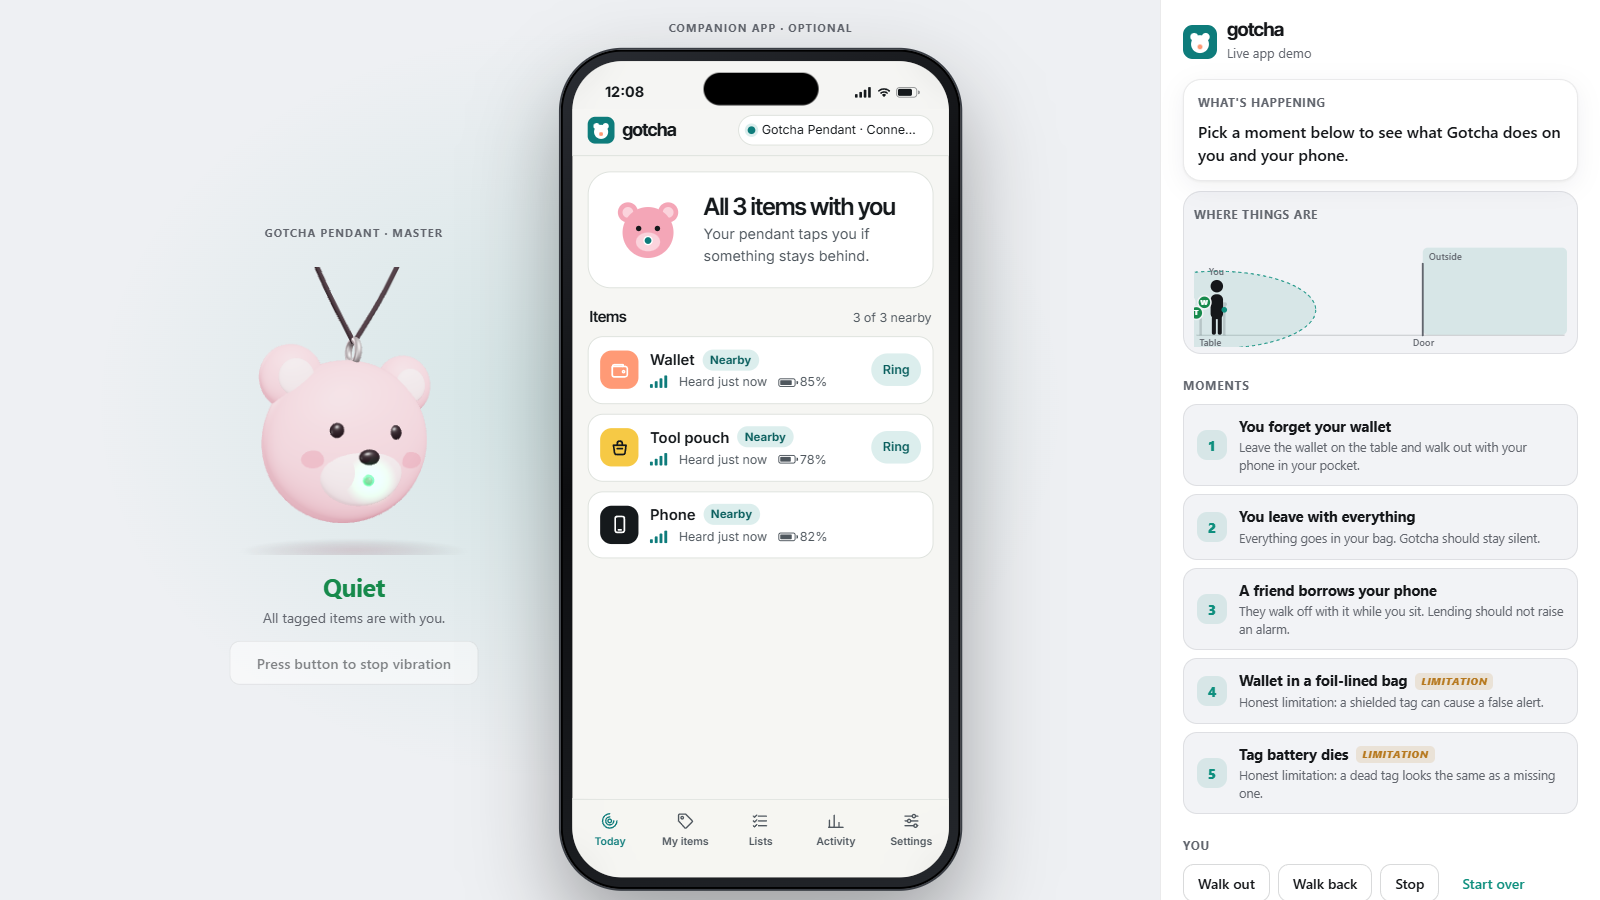 COMPANION APP · OPTIONAL
12:08
gotcha
Gotcha Pendant · Conne...
All 3 items with you
Your pendant taps you if
something stays behind.
Items
3 of 3 nearby
Wallet
Nearby
Heard just now
85%
Ring
Tool pouch
Nearby
Heard just now
78%
Ring
Phone
Nearby
Heard just now
82%
Today
My items
Lists
Activity
Settings
GOTCHA PENDANT · MASTER
Quiet
All tagged items are with you.
Press button to stop vibration
gotcha
Live app demo
WHAT'S HAPPENING
Pick a moment below to see what Gotcha does on
you and your phone.
WHERE THINGS ARE
You
W
T
Table
Door
Outside
MOMENTS
1
You forget your wallet
Leave the wallet on the table and walk out with your
phone in your pocket.
2
You leave with everything
Everything goes in your bag. Gotcha should stay silent.
3
A friend borrows your phone
They walk off with it while you sit. Lending should not raise
an alarm.
4
Wallet in a foil-lined bag
LIMITATION
Honest limitation: a shielded tag can cause a false alert.
5
Tag battery dies
LIMITATION
Honest limitation: a dead tag looks the same as a missing
one.
YOU
Walk out
Walk back
Stop
Start over